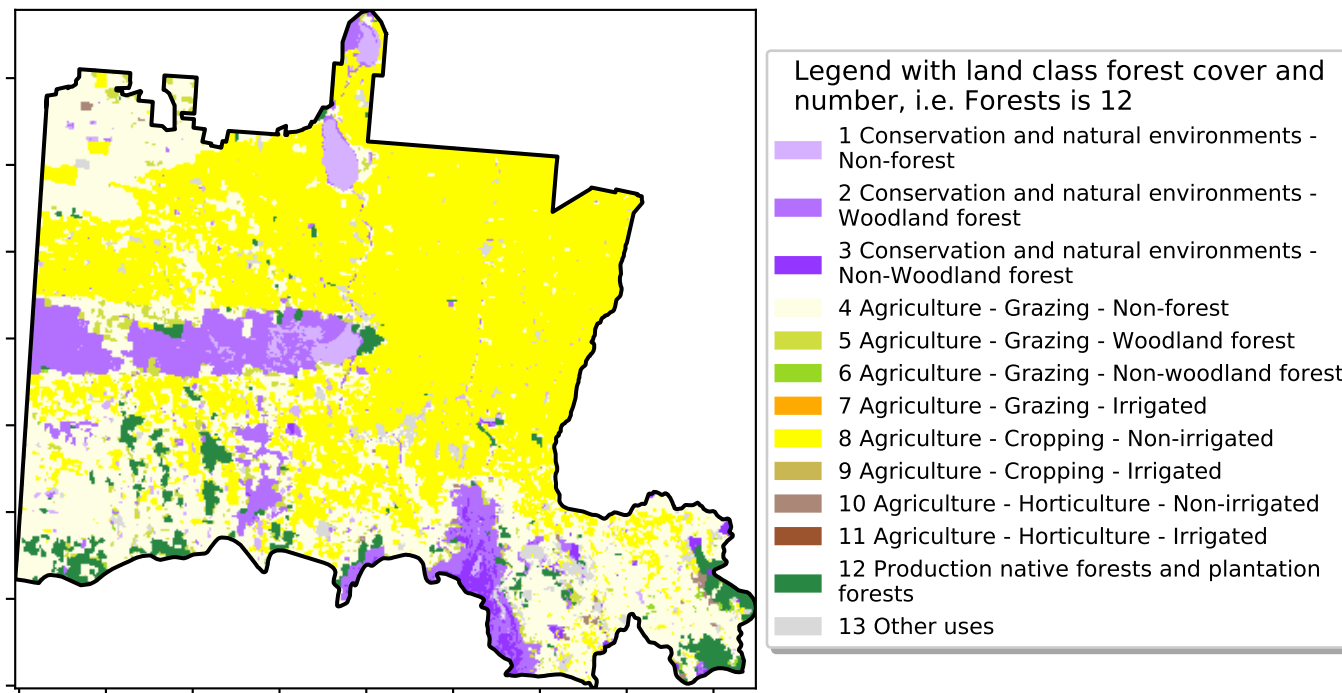 Legend with land class forest cover and
number, i.e. Forests is 12
1 Conservation and natural environments -
Non-forest
2 Conservation and natural environments -
Woodland forest
3 Conservation and natural environments -
Non-Woodland forest
4 Agriculture - Grazing - Non-forest
5 Agriculture - Grazing - Woodland forest
6 Agriculture - Grazing - Non-woodland forest
7 Agriculture - Grazing - Irrigated
8 Agriculture - Cropping - Non-irrigated
9 Agriculture - Cropping - Irrigated
10 Agriculture - Horticulture - Non-irrigated
11 Agriculture - Horticulture - Irrigated
12 Production native forests and plantation
forests
13 Other uses